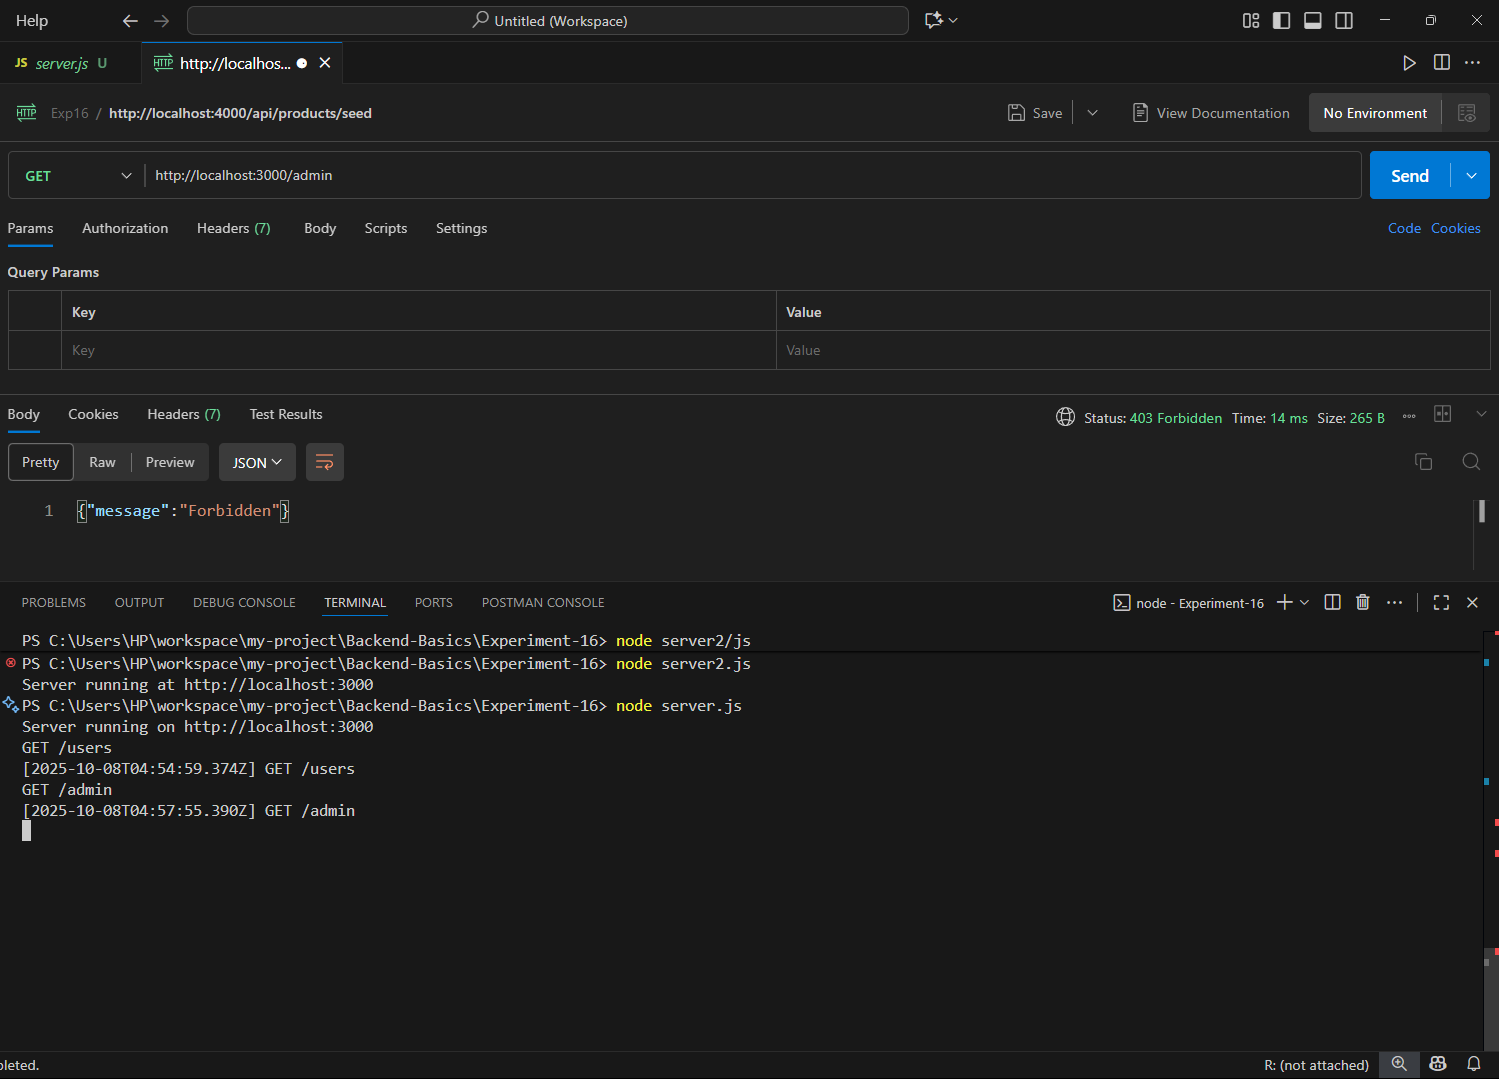 Help
Untitled (Workspace)
JS server.js U
HTTP http://localhos...
HTTP Exp16 / http://localhost:4000/api/products/seed
Save
View Documentation
No Environment
GET
http://localhost:3000/admin
Send
Params
Authorization
Headers (7)
Body
Scripts
Settings
Code
Cookies
Query Params
Key
Value
Key
Value
Body
Cookies
Headers (7)
Test Results
Status: 403 Forbidden Time: 14 ms Size: 265 B
Pretty
Raw
Preview
JSON
1 {"message":"Forbidden"}
PROBLEMS
OUTPUT
DEBUG CONSOLE
TERMINAL
PORTS
POSTMAN CONSOLE
node - Experiment-16
PS C:\Users\HP\workspace\my-project\Backend-Basics\Experiment-16> node server2/js
PS C:\Users\HP\workspace\my-project\Backend-Basics\Experiment-16> node server2.js
Server running at http://localhost:3000
PS C:\Users\HP\workspace\my-project\Backend-Basics\Experiment-16> node server.js
Server running on http://localhost:3000
GET /users
[2025-10-08T04:54:59.374Z] GET /users
GET /admin
[2025-10-08T04:57:55.390Z] GET /admin
pleted.
R: (not attached)